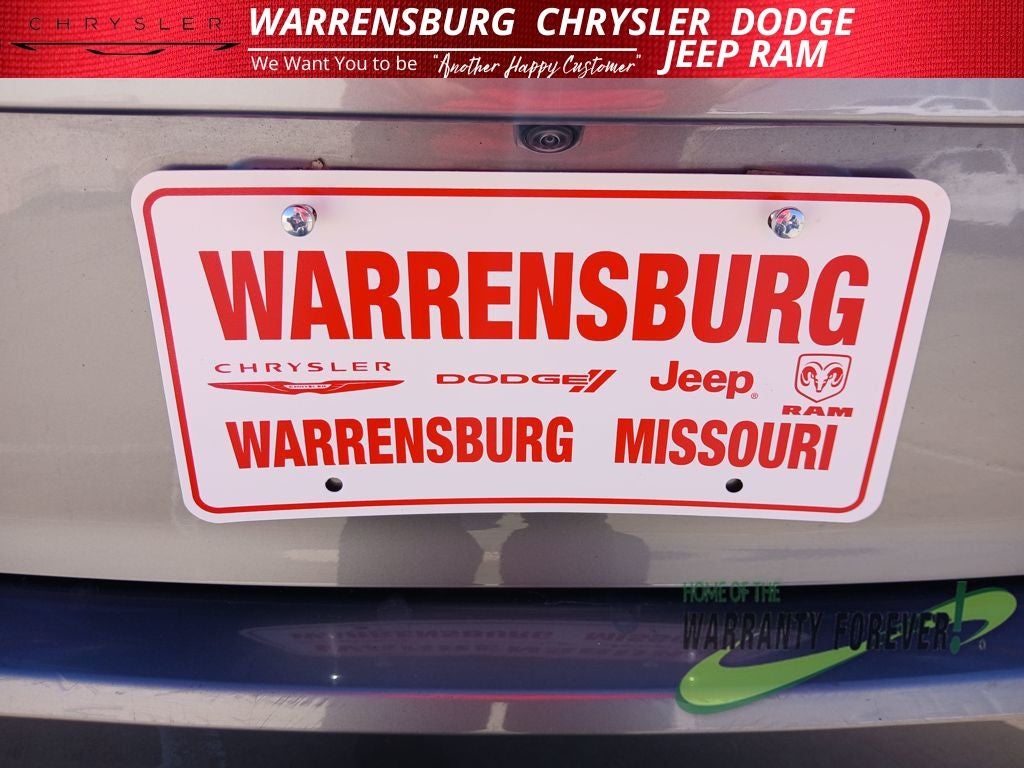 CHRYSLER
WARRENSBURG CHRYSLER DODGE
JEEP RAM
We Want You to be "Another Happy Customer"
WARRENSBURG
CHRYSLER DODGE Jeep® RAM
WARRENSBURG MISSOURI
HOME OF THE
WARRANTY FOREVER!